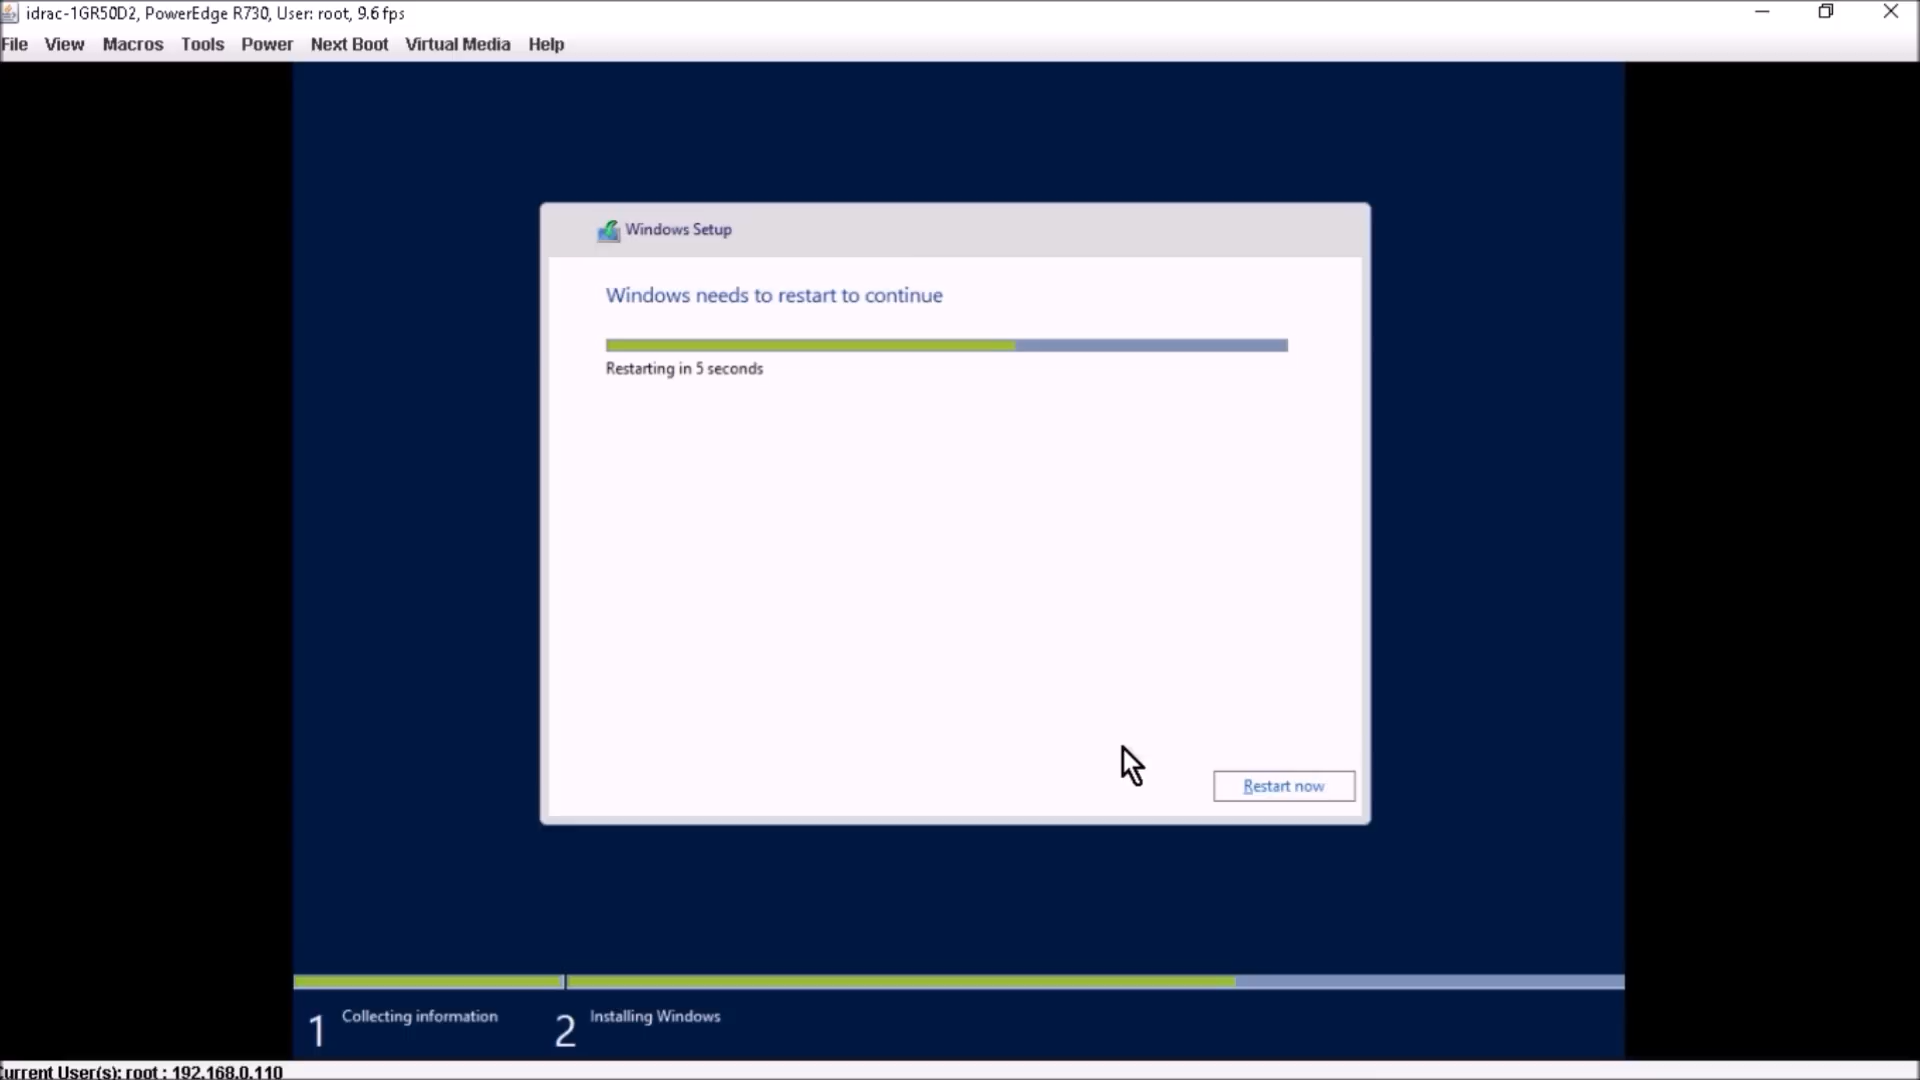 idrac-1GR50D2, PowerEdge R730, User: root, 9.6 fps
File View Macros Tools Power Next Boot Virtual Media Help
Windows Setup
Windows needs to restart to continue
Restarting in 5 seconds
Restart now
1 Collecting information 2 Installing Windows
urrent User(s): root : 192.168.0.110